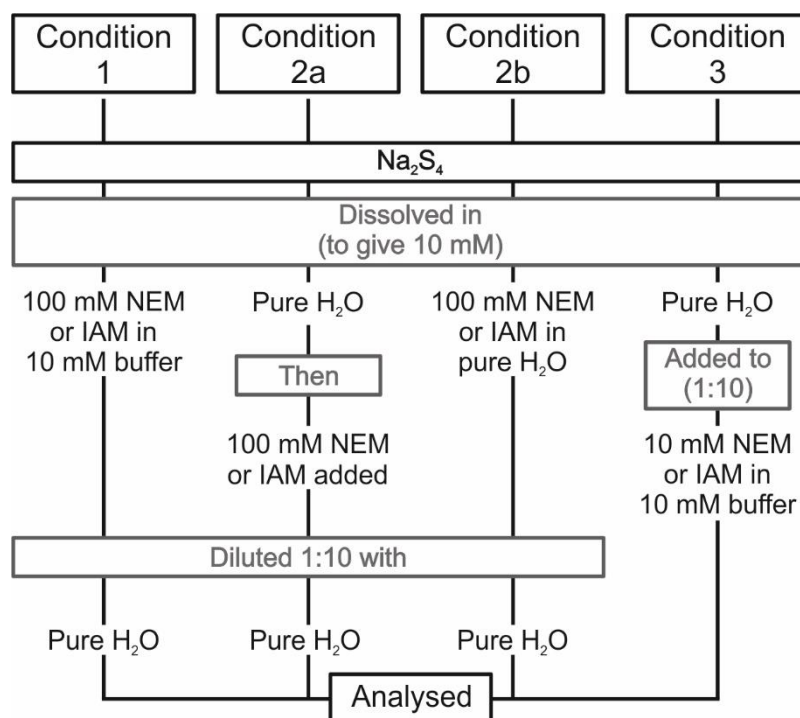 Condition
1
Condition
2a
Condition
2b
Condition
3
Na₂S₄
Dissolved in
(to give 10 mM)
100 mM NEM
or IAM in
10 mM buffer
Pure H₂O
Then
100 mM NEM
or IAM added
100 mM NEM
or IAM in
pure H₂O
Pure H₂O
Added to
(1:10)
10 mM NEM
or IAM in
10 mM buffer
Diluted 1:10 with
Pure H₂O
Pure H₂O
Pure H₂O
Analysed